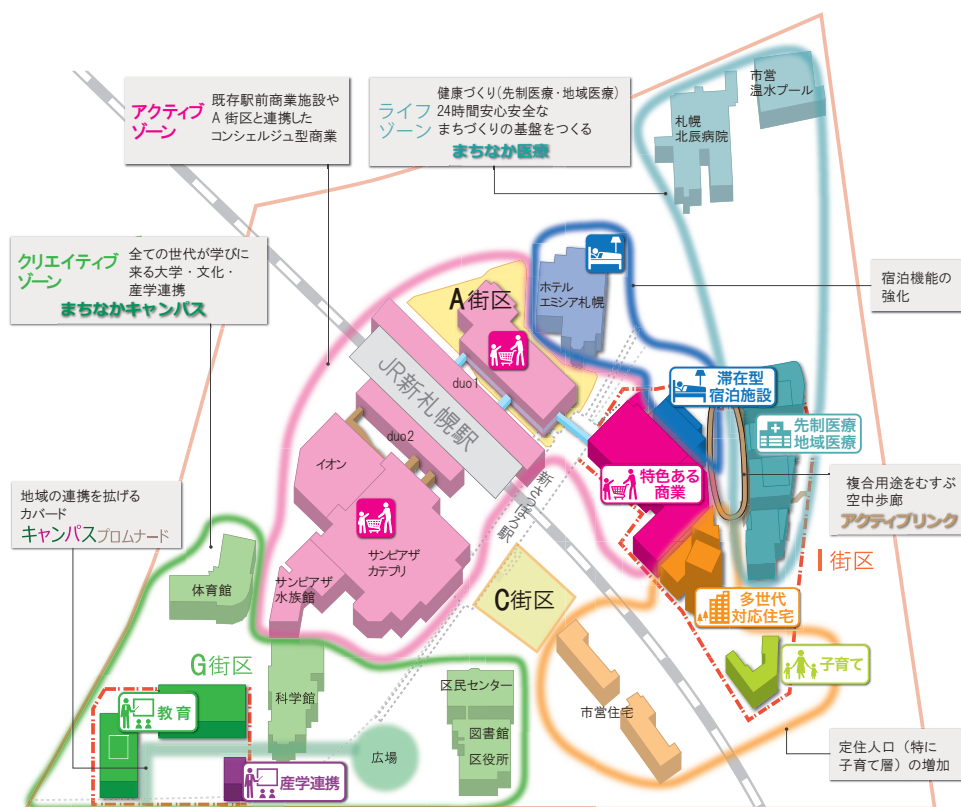 アクティブ
ゾーン
既存駅前商業施設や
A 街区と連携した
コンシェルジュ型商業
ライフ
ゾーン
健康づくり(先制医療・地域医療)
24時間安心安全な
まちづくりの基盤をつくる
まちなか医療
市営
温水プール
札幌
北辰病院
クリエイティブ
ゾーン
全ての世代が学びに
来る大学・文化・
産学連携
まちなかキャンパス
A街区
ホテル
エミシア札幌
宿泊機能の
強化
JR新札幌駅
duo1
duo2
滞在型
宿泊施設
先制医療
地域医療
イオン
特色ある
商業
複合用途をむすぶ
空中歩廊
アクティブリンク
地域の連携を拡げる
カバード
キャンパスプロムナード
新さっぽろ駅
サンピアザ
カテプリ
I 街区
体育館
サンピアザ
水族館
C街区
多世代
対応住宅
G街区
子育て
科学館
区民センター
教育
市営住宅
図書館
広場
区役所
定住人口（特に
子育て層）の増加
産学連携